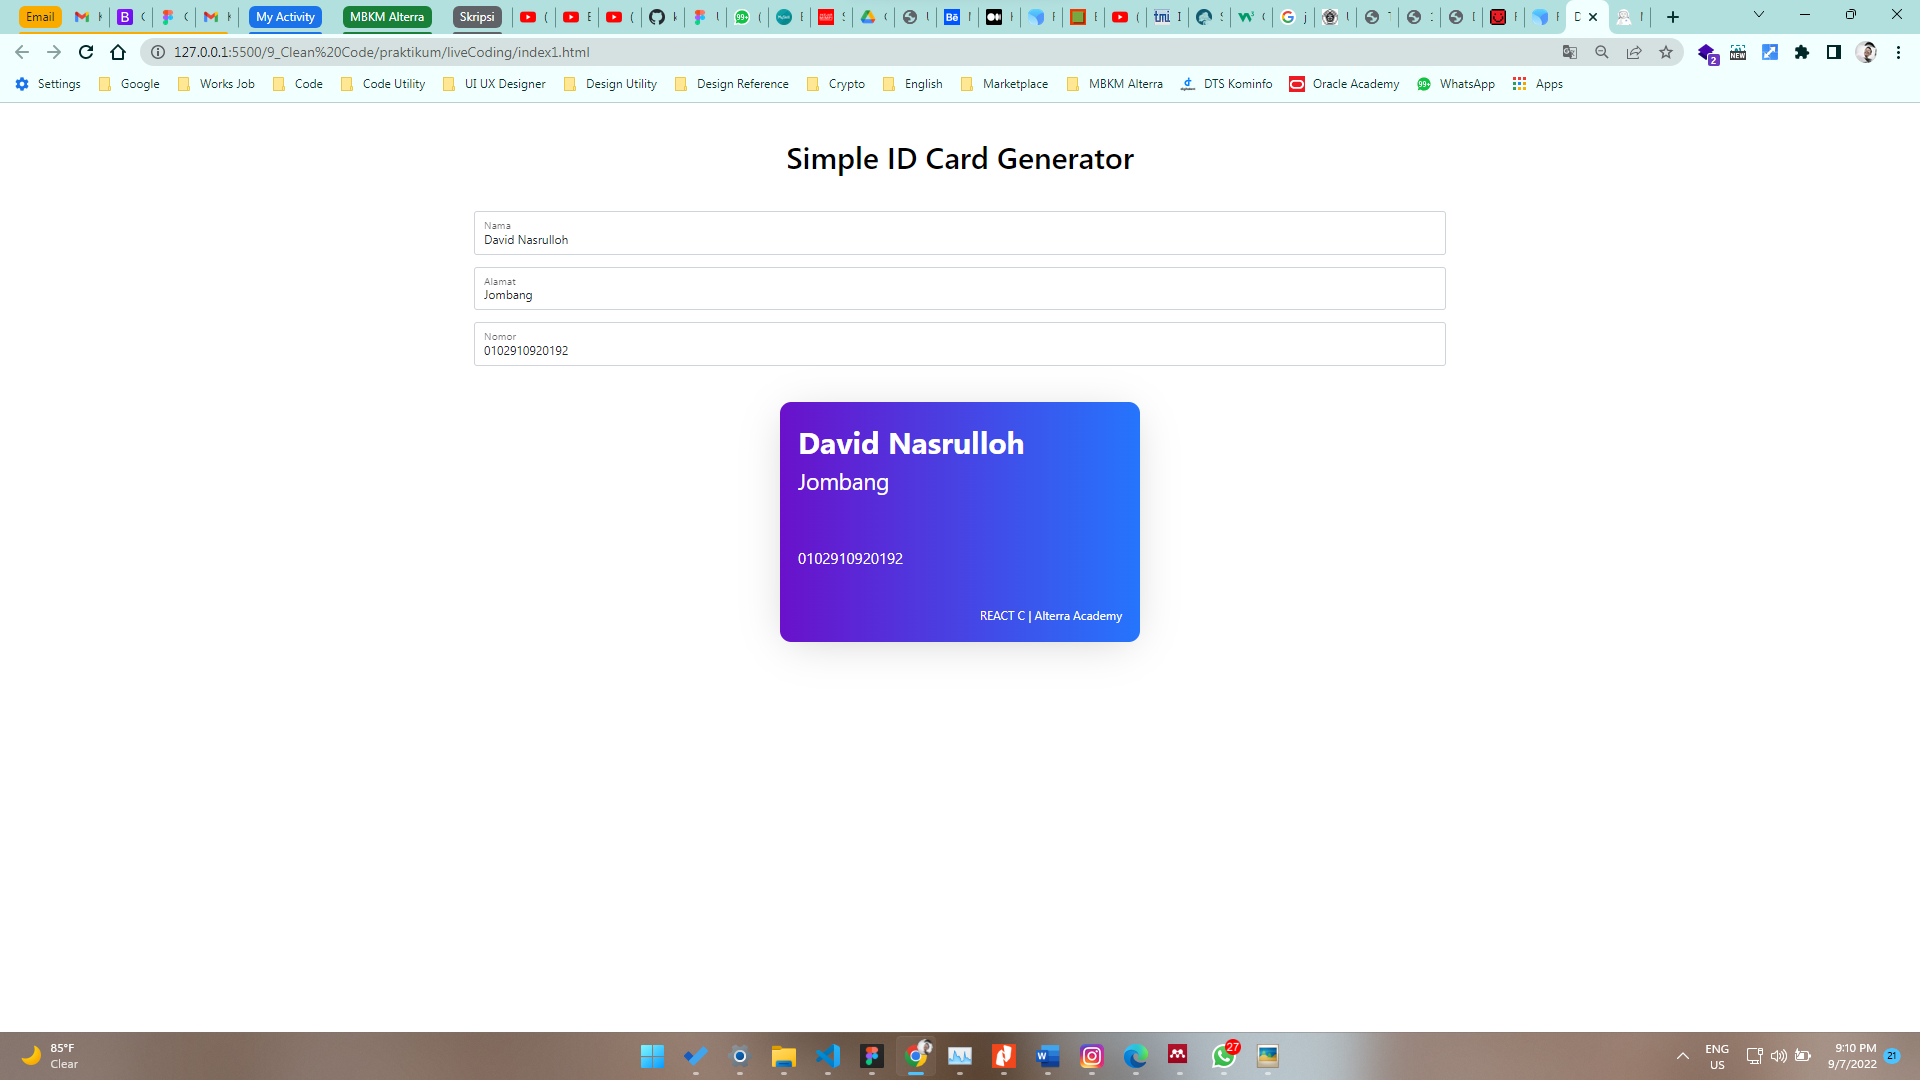 Email
My Activity
MBKM Alterra
Skripsi
127.0.0.1:5500/9_Clean%20Code/praktikum/liveCoding/index1.html
2
NEW
Settings
Google
Works Job
Code
Code Utility
UI UX Designer
Design Utility
Design Reference
Crypto
English
Marketplace
MBKM Alterra
DTS Kominfo
Oracle Academy
WhatsApp
Apps
Simple ID Card Generator
Nama
David Nasrulloh
Alamat
Jombang
Nomor
0102910920192
David Nasrulloh
Jombang
0102910920192
REACT C | Alterra Academy
85°F
Clear
27
ENG
US
9:10 PM
9/7/2022
21